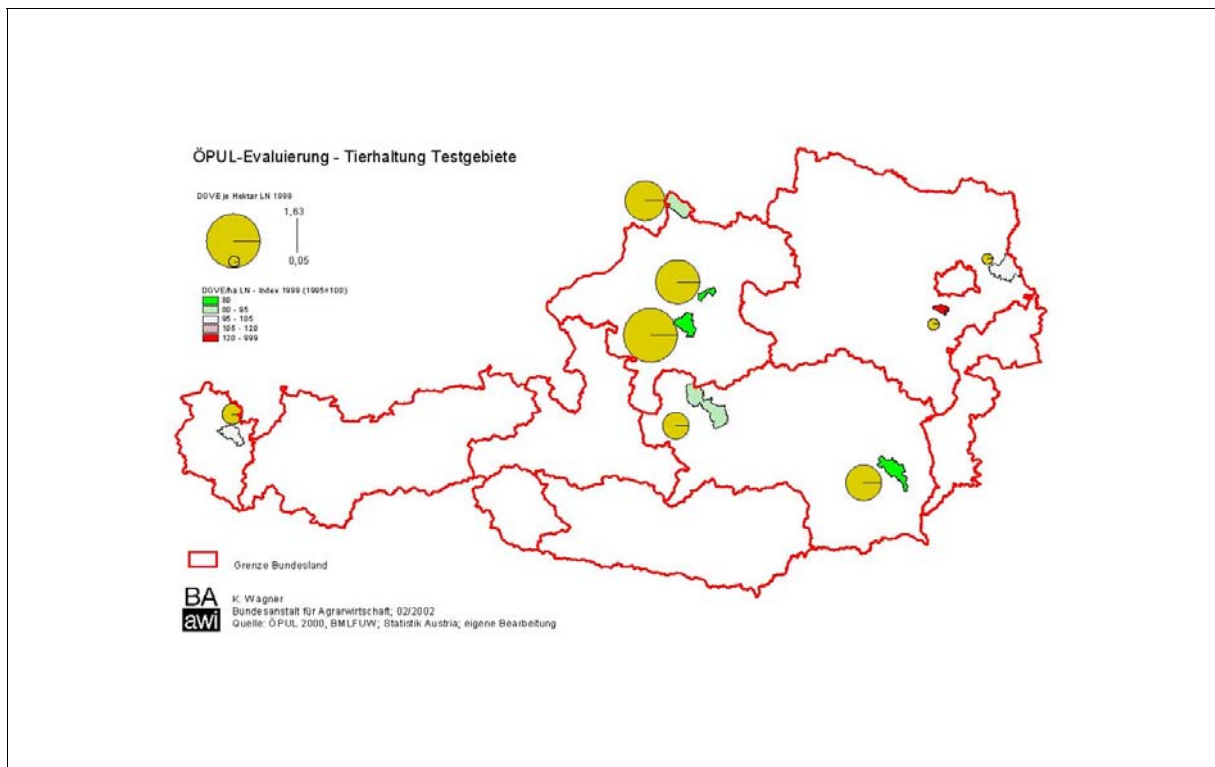 ÖPUL-Evaluierung - Tierhaltung Testgebiete
DGVE je Hektar LN 1999
1,63
0,05
DGVE/ha LN - Index 1999 (1995=100)
80
80 - 95
95 - 105
105 - 120
120 - 999
Grenze Bundesland
BA
awi
K. Wagner
Bundesanstalt für Agrarwirtschaft; 02/2002
Quelle: ÖPUL 2000, BMLFUW; Statistik Austria; eigene Bearbeitung